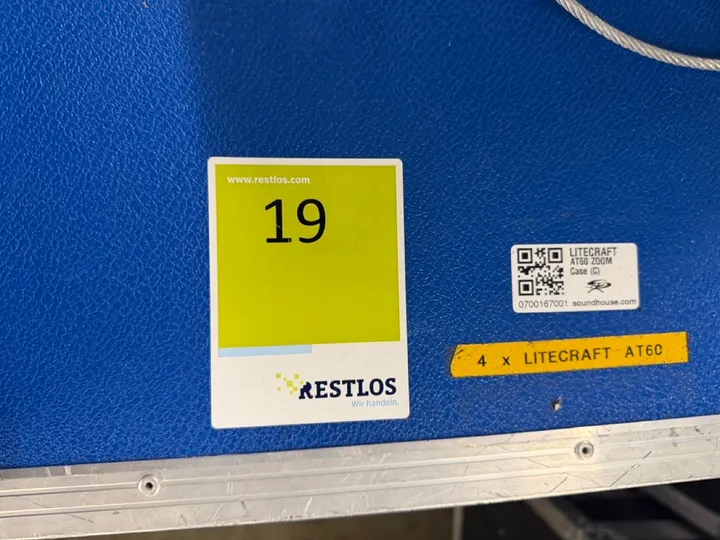 www.restlos.com
19
RESTLOS
Wir handeln.
LITECRAFT
AT60 ZOOM
Case (C)
0700167001 soundhouse.com
4 x LITECRAFT AT60